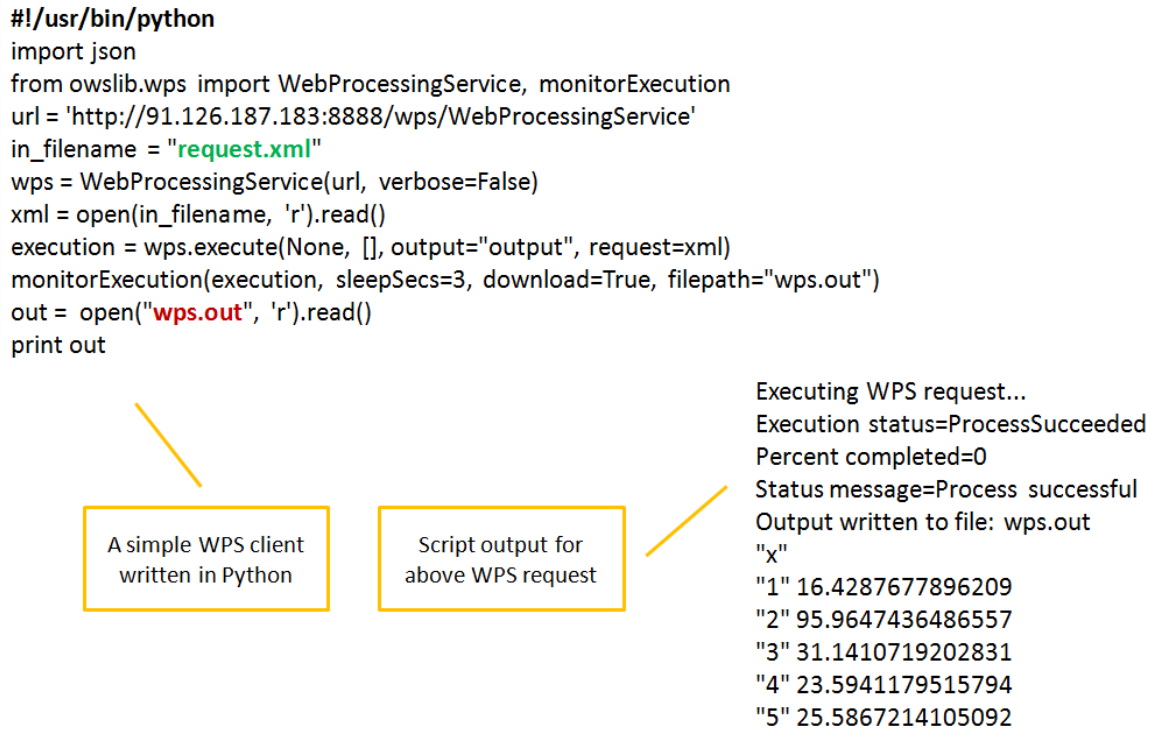 #!/usr/bin/python
import json
from owslib.wps import WebProcessingService, monitorExecution
url = 'http://91.126.187.183:8888/wps/WebProcessingService'
in_filename = "request.xml"
wps = WebProcessingService(url, verbose=False)
xml = open(in_filename, 'r').read()
execution = wps.execute(None, [], output="output", request=xml)
monitorExecution(execution, sleepSecs=3, download=True, filepath="wps.out")
out = open("wps.out", 'r').read()
print out
A simple WPS client
written in Python
Script output for
above WPS request
Executing WPS request...
Execution status=ProcessSucceeded
Percent completed=0
Status message=Process successful
Output written to file: wps.out
"x"
"1" 16.4287677896209
"2" 95.9647436486557
"3" 31.1410719202831
"4" 23.5941179515794
"5" 25.5867214105092